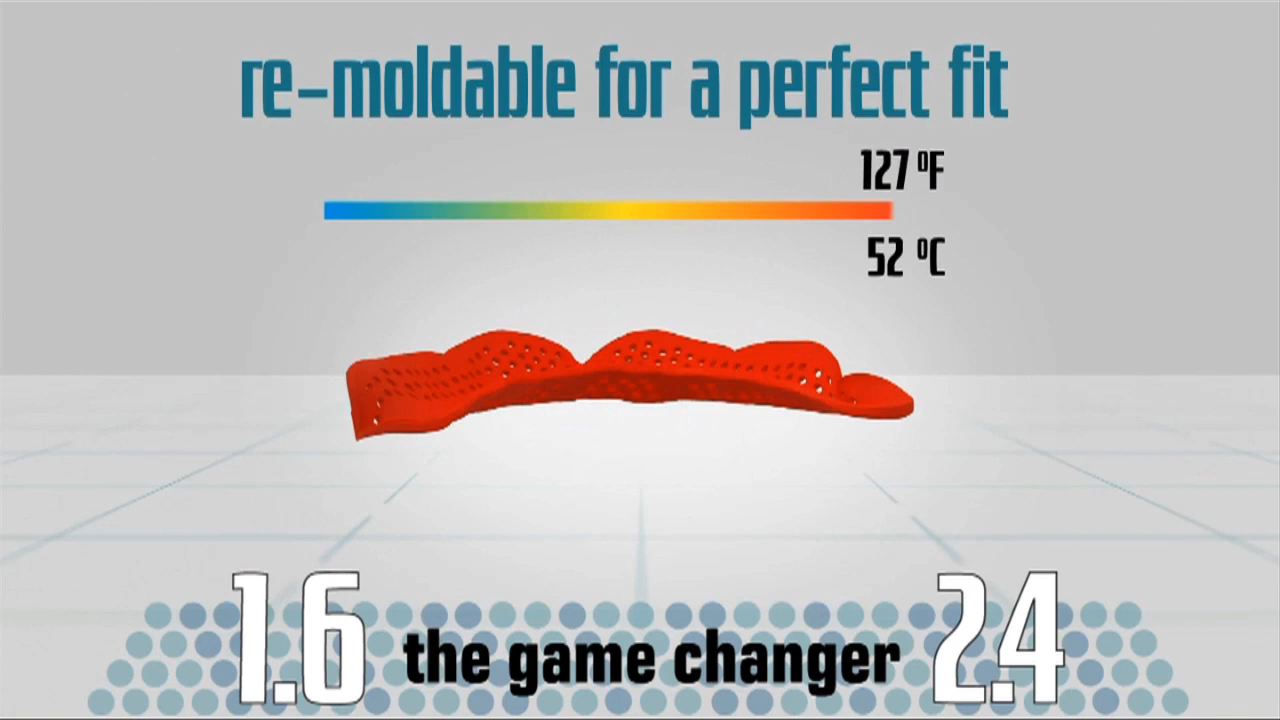 re-moldable for a perfect fit
127 ºF
52 ºC
1.6 the game changer 2.4